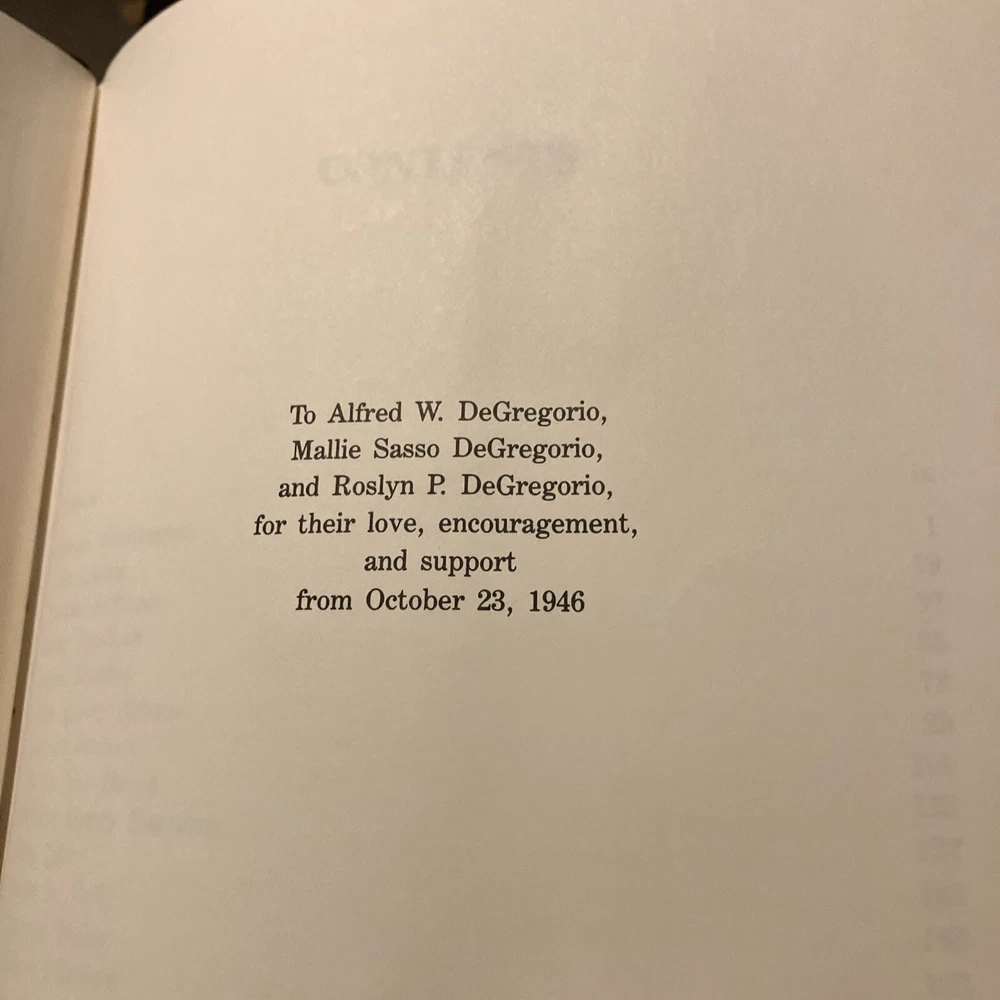 To Alfred W. DeGregorio,
Mallie Sasso DeGregorio,
and Roslyn P. DeGregorio,
for their love, encouragement,
and support
from October 23, 1946